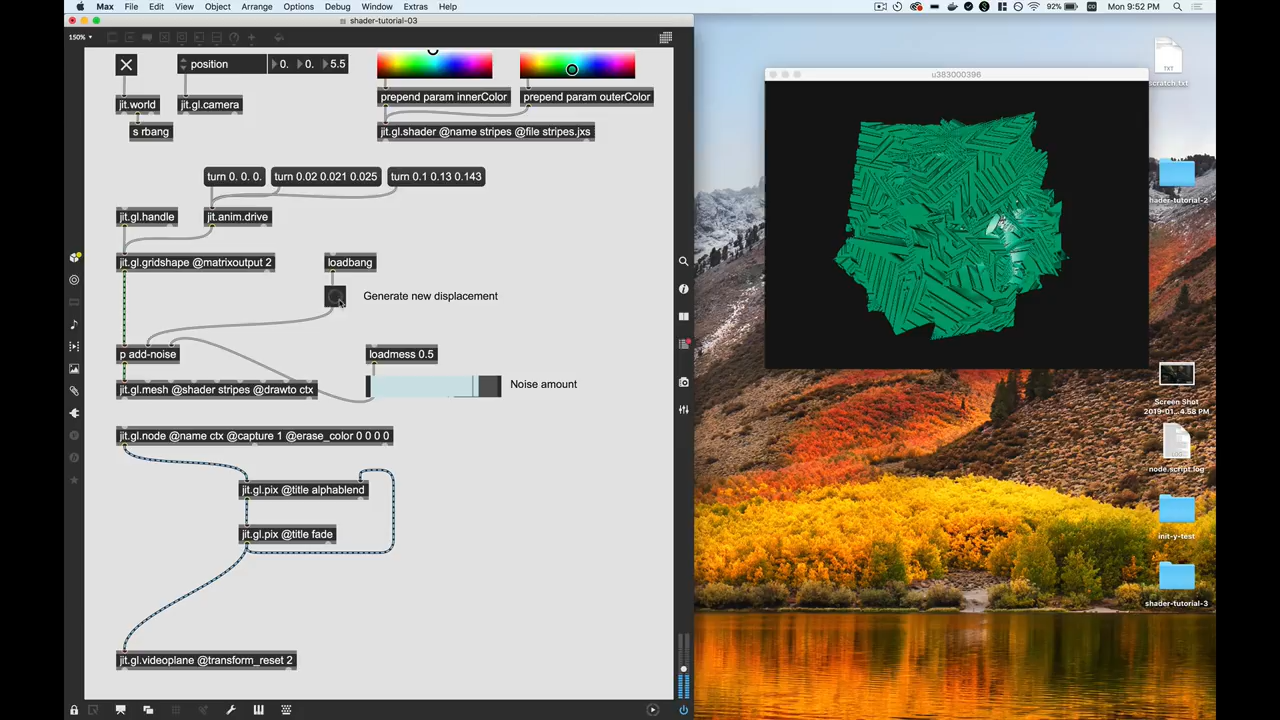 Max File Edit View Object Arrange Options Debug Window Extras Help
92% Mon 9:52 PM
shader-tutorial-03
150%
position 0. 0. 5.5
prepend param innerColor prepend param outerColor
jit.world jit.gl.camera
s rbang
jit.gl.shader @name stripes @file stripes.jxs
turn 0. 0. 0. turn 0.02 0.021 0.025 turn 0.1 0.13 0.143
jit.gl.handle jit.anim.drive
jit.gl.gridshape @matrixoutput 2 loadbang
Generate new displacement
p add-noise loadmess 0.5
jit.gl.mesh @shader stripes @drawto ctx Noise amount
jit.gl.node @name ctx @capture 1 @erase_color 0 0 0 0
jit.gl.pix @title alphablend
jit.gl.pix @title fade
jit.gl.videoplane @transform_reset 2
u383000396
TXT
scratch.txt
shader-tutorial-2
Screen Shot
2019-01...4.58 PM
LOG
node.script.log
init-y-test
shader-tutorial-3